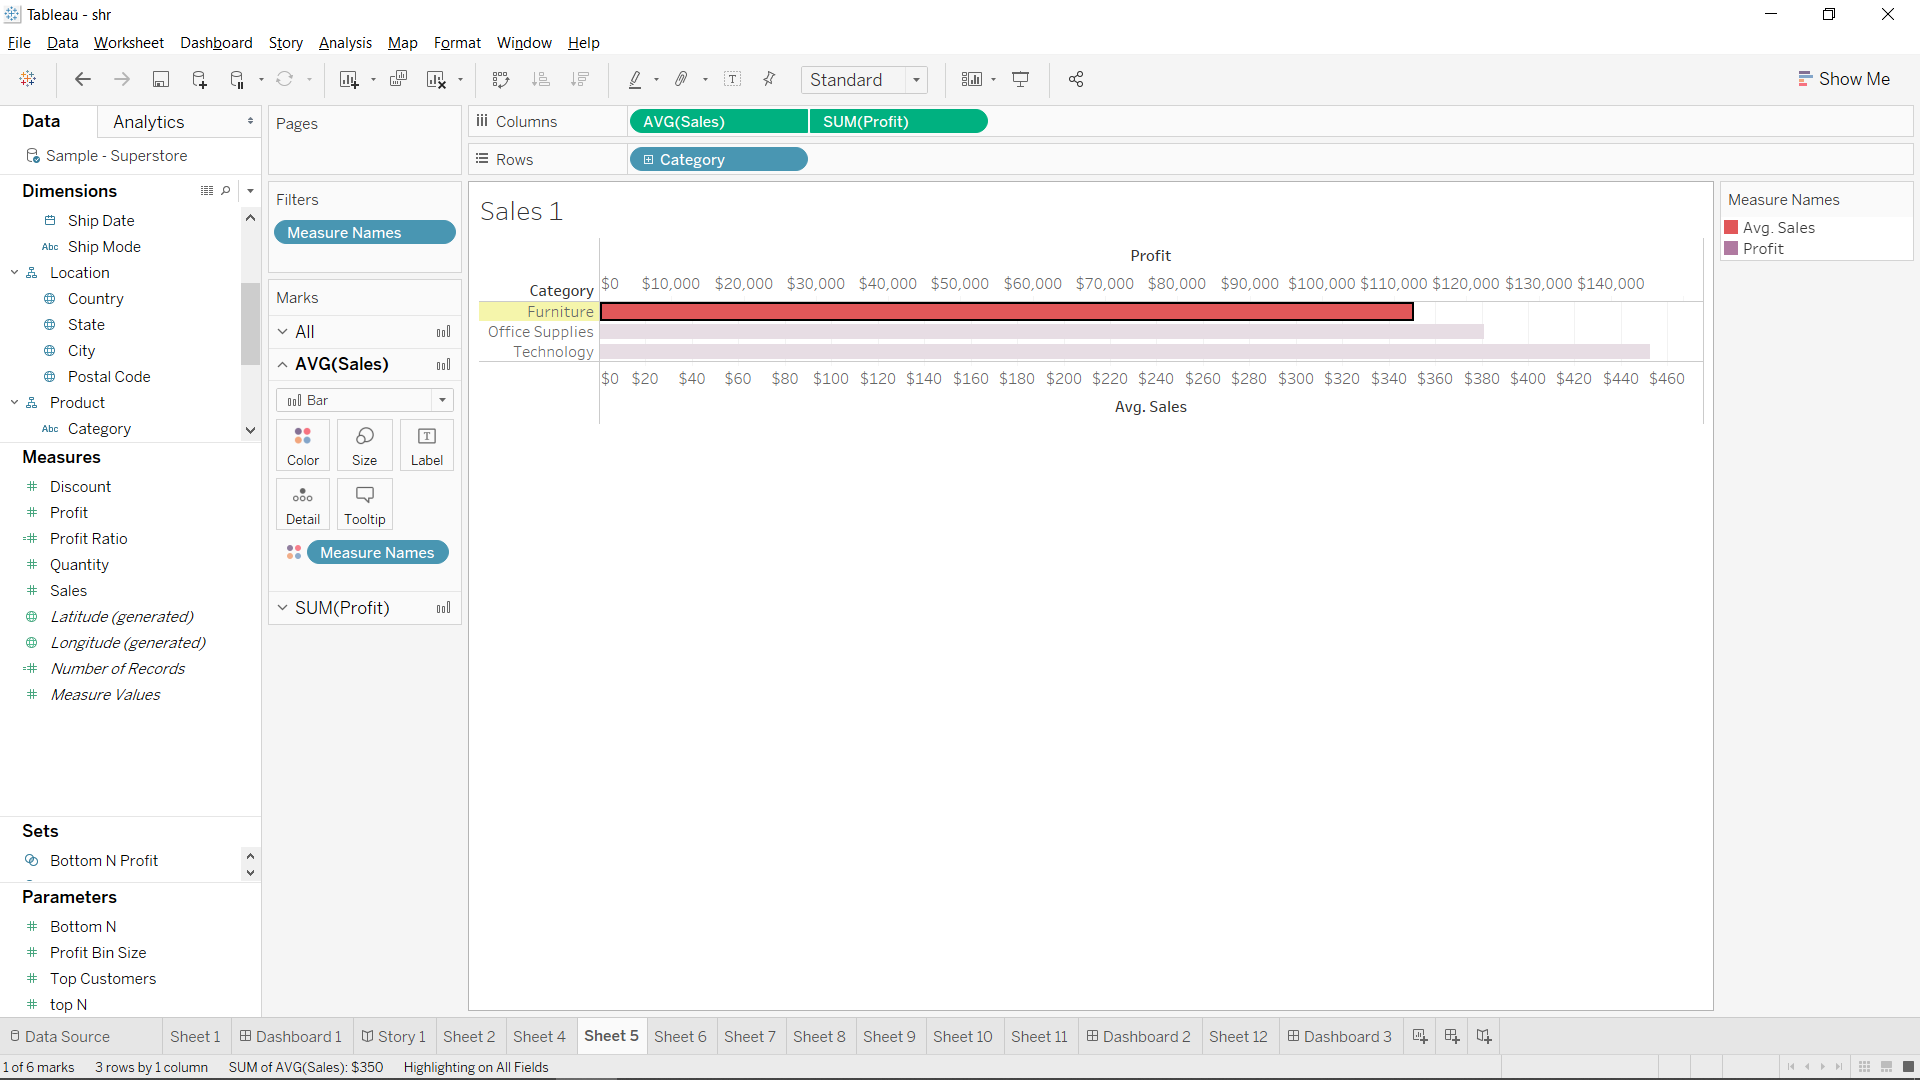 Tableau - shr
File Data Worksheet Dashboard Story Analysis Map Format Window Help
Standard
Show Me
Data Analytics
Sample - Superstore
Dimensions
Ship Date
Abc Ship Mode
Location
Country
State
City
Postal Code
Product
Abc Category
Measures
Discount
Profit
Profit Ratio
Quantity
Sales
Latitude (generated)
Longitude (generated)
Number of Records
Measure Values
Sets
Bottom N Profit
Parameters
Bottom N
Profit Bin Size
Top Customers
top N
Pages
Filters
Measure Names
Marks
All
AVG(Sales)
Bar
Color Size Label
Detail Tooltip
Measure Names
SUM(Profit)
Columns AVG(Sales) SUM(Profit)
Rows Category
Sales 1
Profit
Category $0 $10,000 $20,000 $30,000 $40,000 $50,000 $60,000 $70,000 $80,000 $90,000 $100,000 $110,000 $120,000 $130,000 $140,000
Furniture
Office Supplies
Technology
$0 $20 $40 $60 $80 $100 $120 $140 $160 $180 $200 $220 $240 $260 $280 $300 $320 $340 $360 $380 $400 $420 $440 $460
Avg. Sales
Measure Names
Avg. Sales
Profit
Data Source Sheet 1 Dashboard 1 Story 1 Sheet 2 Sheet 4 Sheet 5 Sheet 6 Sheet 7 Sheet 8 Sheet 9 Sheet 10 Sheet 11 Dashboard 2 Sheet 12 Dashboard 3
1 of 6 marks 3 rows by 1 column SUM of AVG(Sales): $350 Highlighting on All Fields